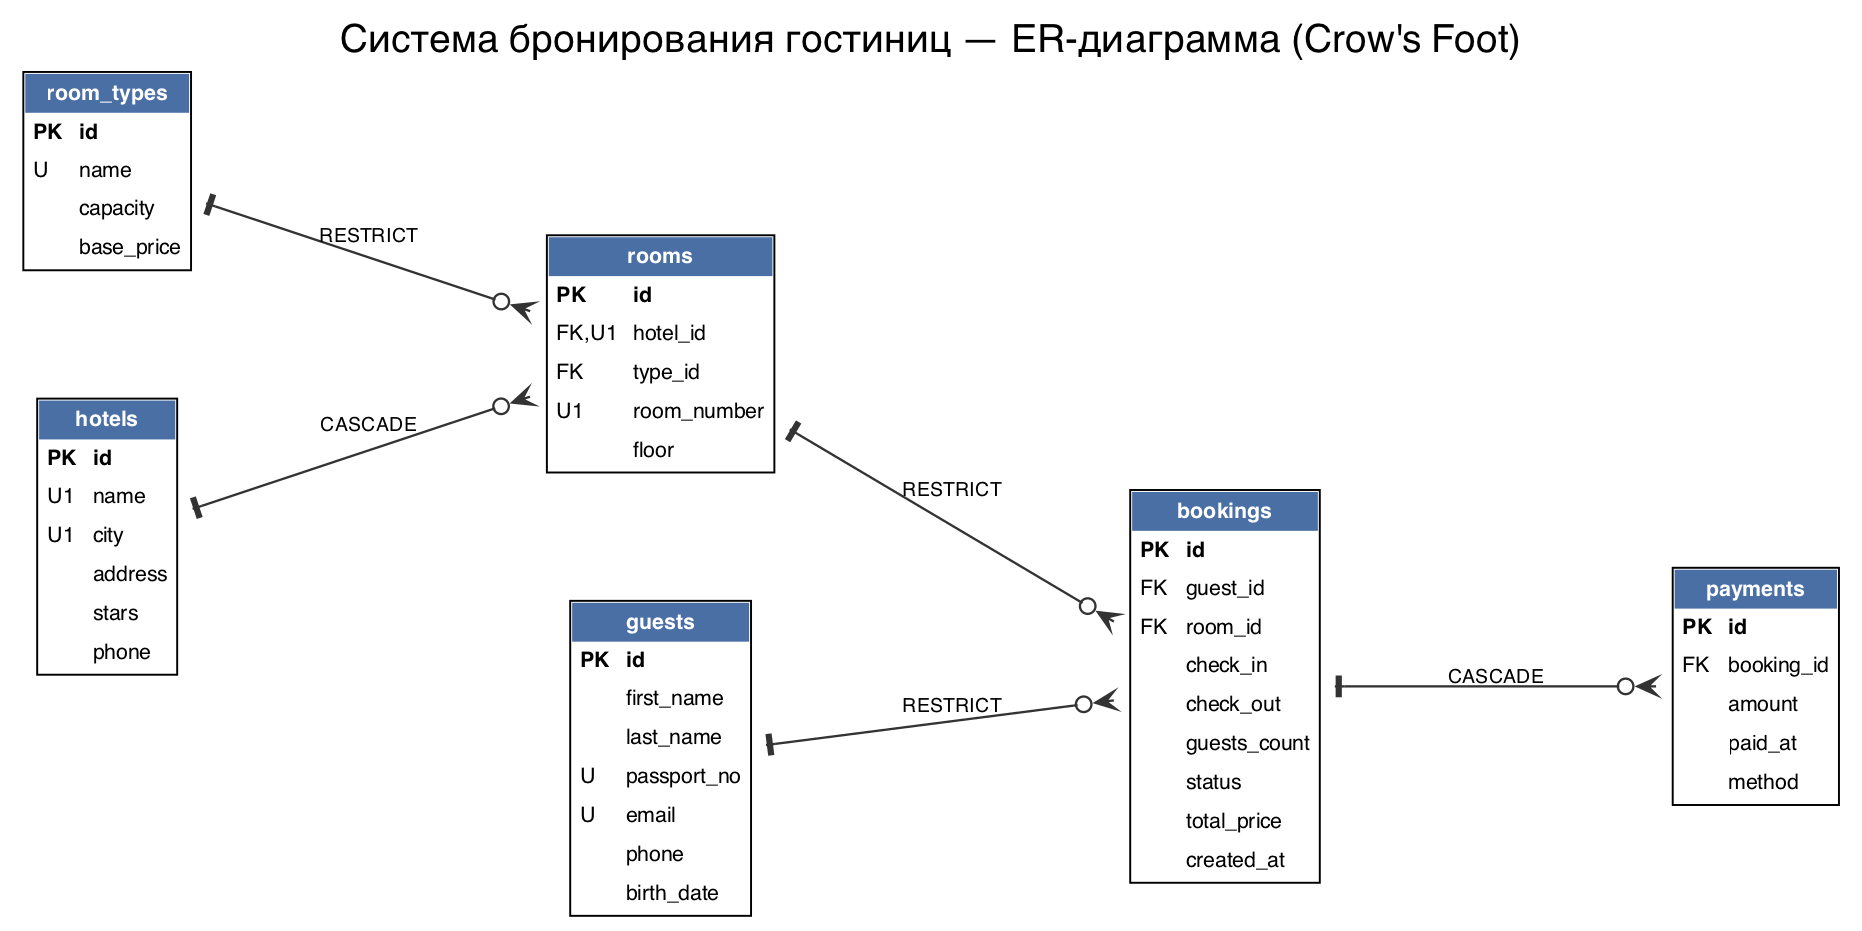 Система бронирования гостиниц — ER-диаграмма (Crow's Foot)
room_types
PK id
U name
capacity
base_price
RESTRICT
hotels
PK id
U1 name
U1 city
address
stars
phone
CASCADE
rooms
PK id
FK,U1 hotel_id
FK type_id
U1 room_number
floor
RESTRICT
guests
PK id
first_name
last_name
U passport_no
U email
phone
birth_date
RESTRICT
bookings
PK id
FK guest_id
FK room_id
check_in
check_out
guests_count
status
total_price
created_at
CASCADE
payments
PK id
FK booking_id
amount
paid_at
method